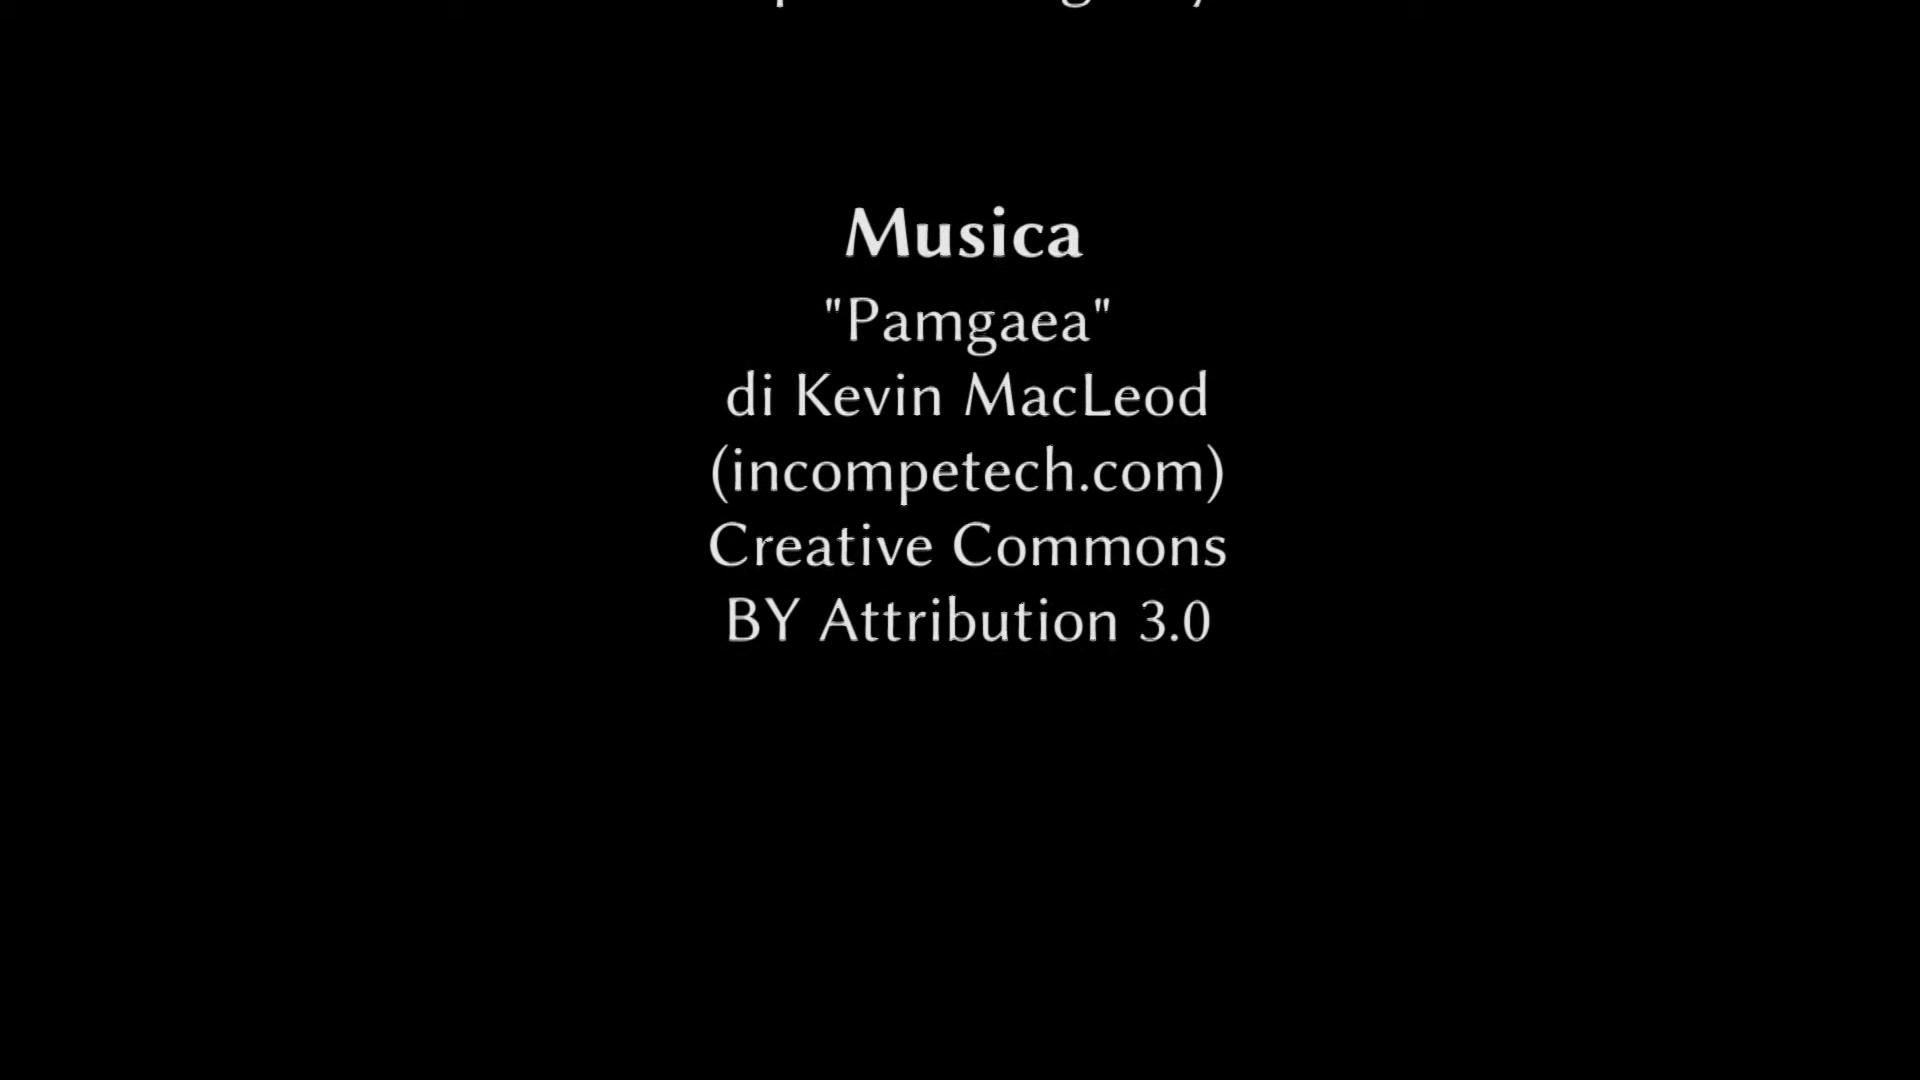 Musica
"Pamgaea"
di Kevin MacLeod
(incompetech.com)
Creative Commons
BY Attribution 3.0